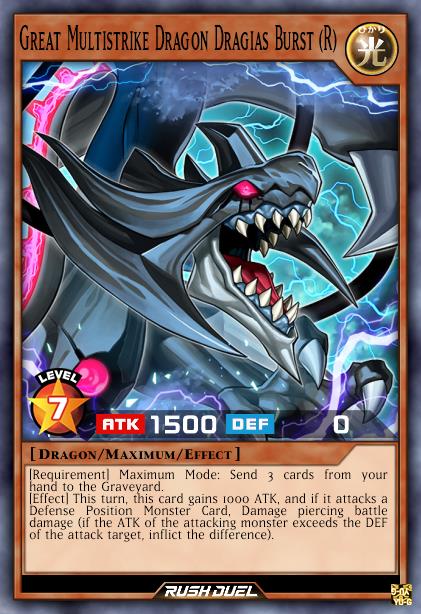 GREAT MULTISTRIKE DRAGON DRAGIAS BURST (R)
ひかり
光
LEVEL
7
ATK 1500 DEF 0
[DRAGON/MAXIMUM/EFFECT]
[Requirement] Maximum Mode: Send 3 cards from your
hand to the Graveyard.
[Effect] This turn, this card gains 1000 ATK, and if it attacks a
Defense Position Monster Card, Damage piercing battle
damage (if the ATK of the attacking monster exceeds the DEF
of the attack target, inflict the difference).
RUSH DUEL